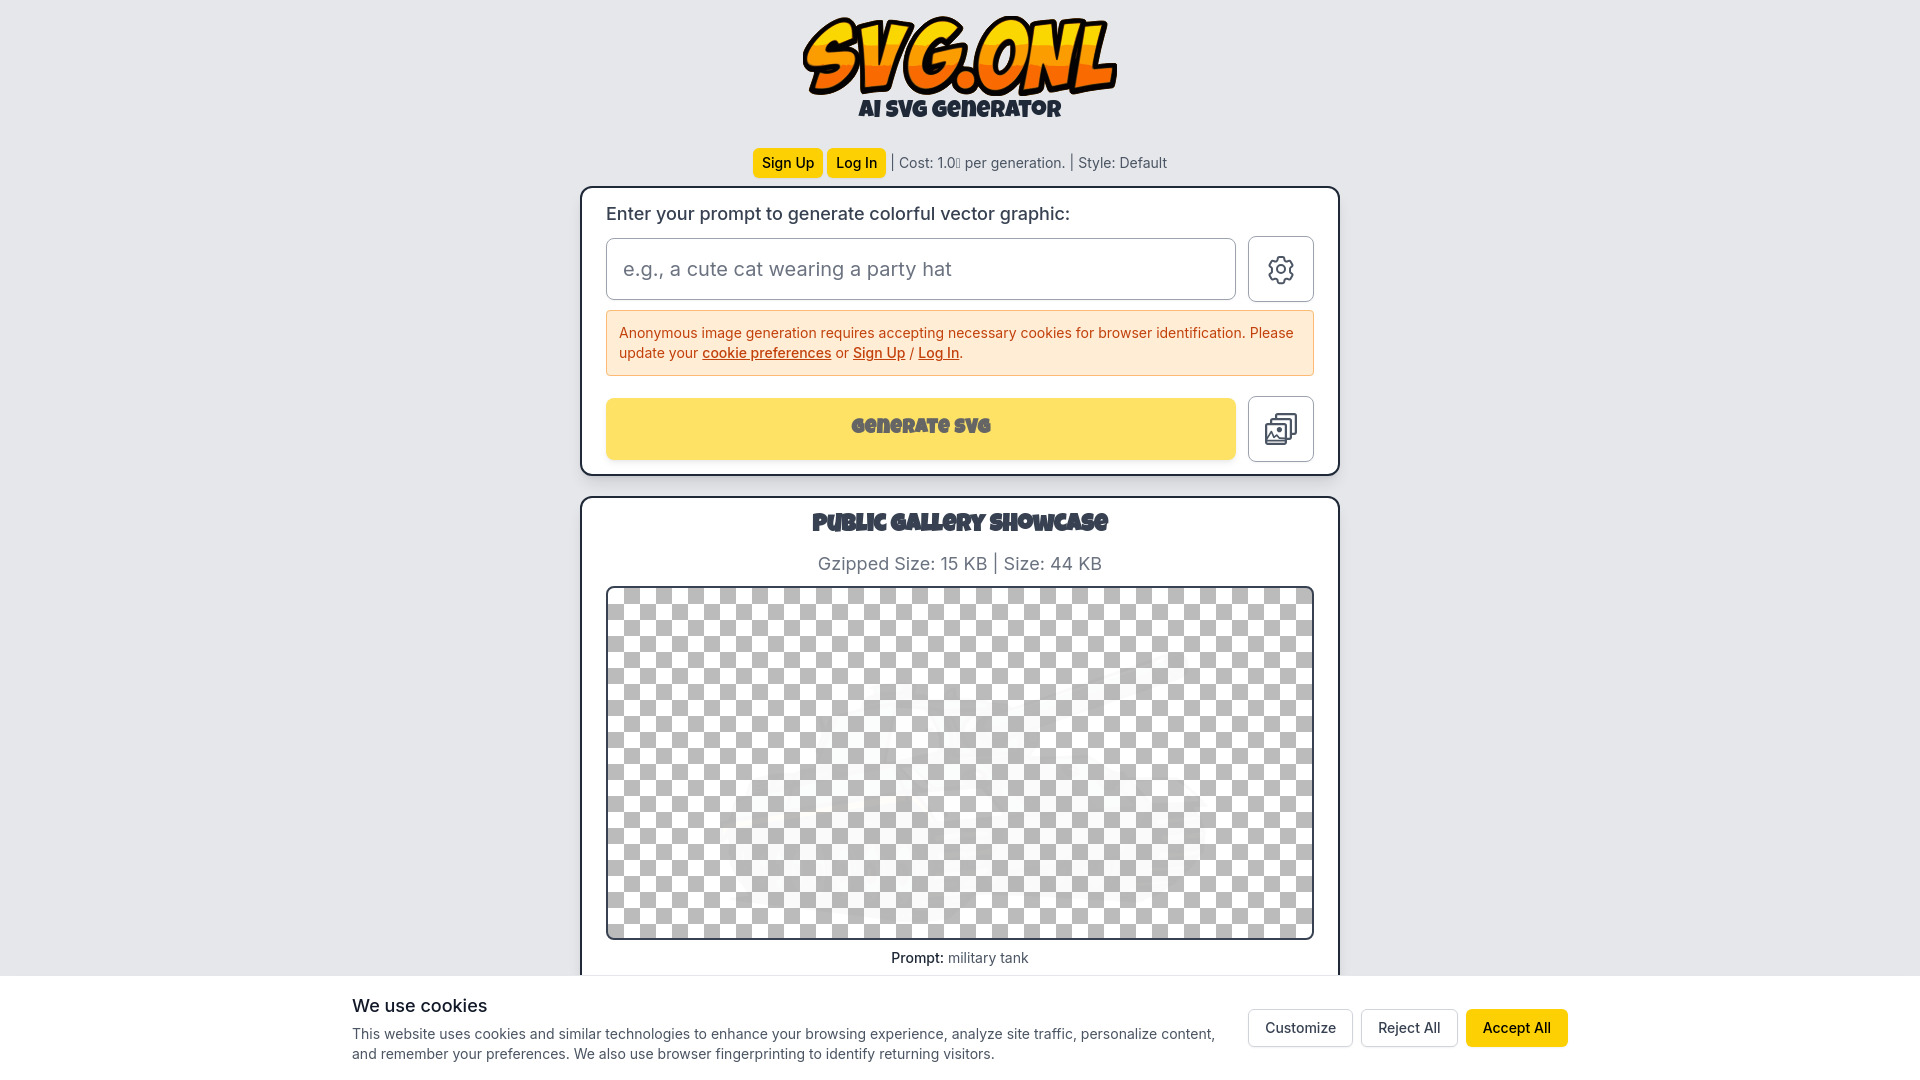 SVG.ONL
AI SVG Generator
Sign Up Log In | Cost: 1.0 per generation. | Style: Default
Enter your prompt to generate colorful vector graphic:
e.g., a cute cat wearing a party hat
Anonymous image generation requires accepting necessary cookies for browser identification. Please
update your cookie preferences or Sign Up / Log In.
Generate SVG
Public Gallery Showcase
Gzipped Size: 15 KB | Size: 44 KB
Prompt: military tank
We use cookies
This website uses cookies and similar technologies to enhance your browsing experience, analyze site traffic, personalize content,
and remember your preferences. We also use browser fingerprinting to identify returning visitors.
Customize Reject All Accept All